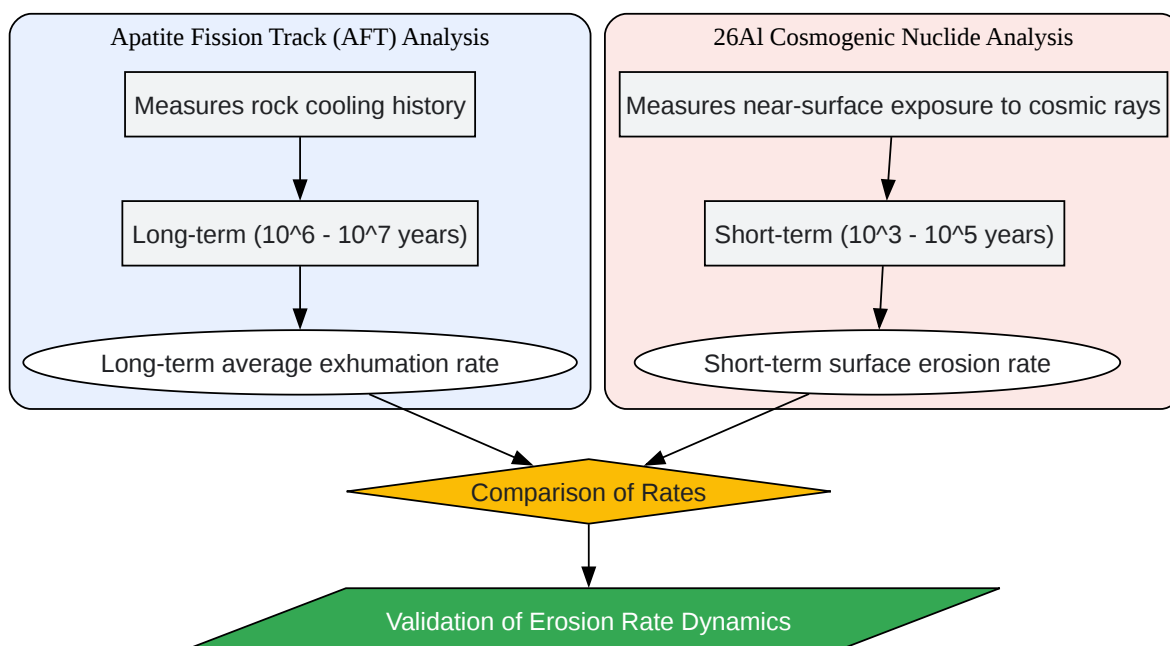 Apatite Fission Track (AFT) Analysis
Measures rock cooling history
Long-term (10^6 - 10^7 years)
Long-term average exhumation rate
26Al Cosmogenic Nuclide Analysis
Measures near-surface exposure to cosmic rays
Short-term (10^3 - 10^5 years)
Short-term surface erosion rate
Comparison of Rates
Validation of Erosion Rate Dynamics